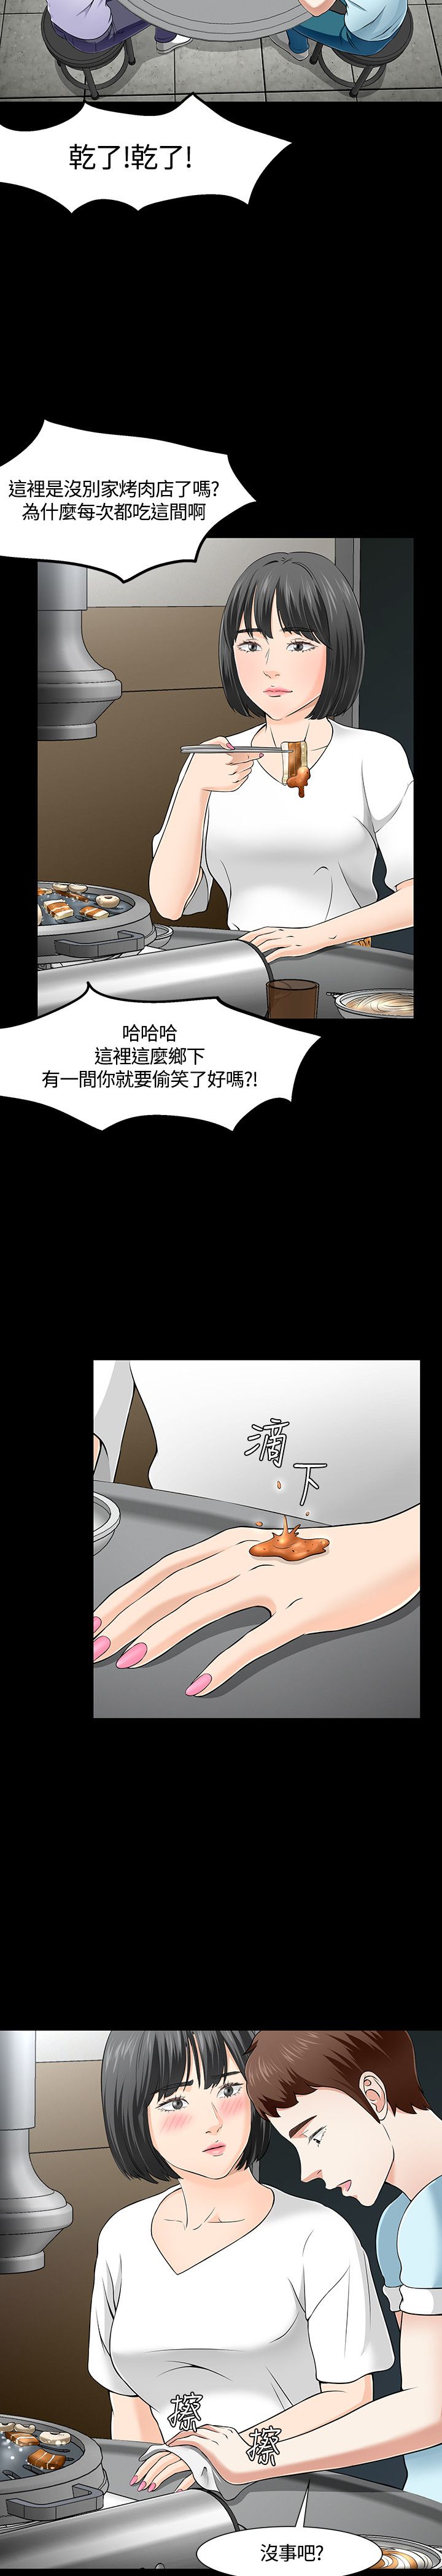 乾了!乾了!
這裡是沒別家烤肉店了嗎?
為什麼每次都吃這間啊
哈哈哈
這裡這麼鄉下
有一間你就要偷笑了好嗎?!
滴
下
擦
擦
沒事吧?